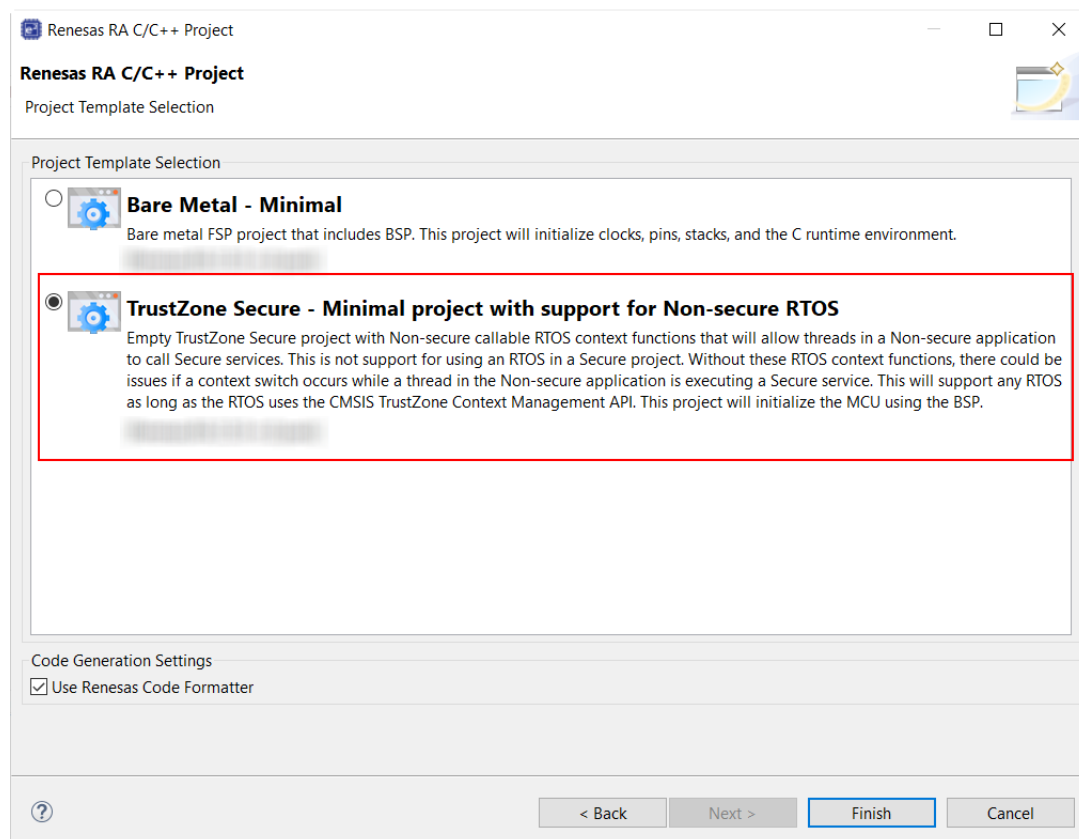 Renesas RA C/C++ Project
Renesas RA C/C++ Project
Project Template Selection
Project Template Selection
Bare Metal - Minimal
Bare metal FSP project that includes BSP. This project will initialize clocks, pins, stacks, and the C runtime environment.
TrustZone Secure - Minimal project with support for Non-secure RTOS
Empty TrustZone Secure project with Non-secure callable RTOS context functions that will allow threads in a Non-secure application
to call Secure services. This is not support for using an RTOS in a Secure project. Without these RTOS context functions, there could be
issues if a context switch occurs while a thread in the Non-secure application is executing a Secure service. This will support any RTOS
as long as the RTOS uses the CMSIS TrustZone Context Management API. This project will initialize the MCU using the BSP.
Code Generation Settings
Use Renesas Code Formatter
? < Back Next > Finish Cancel